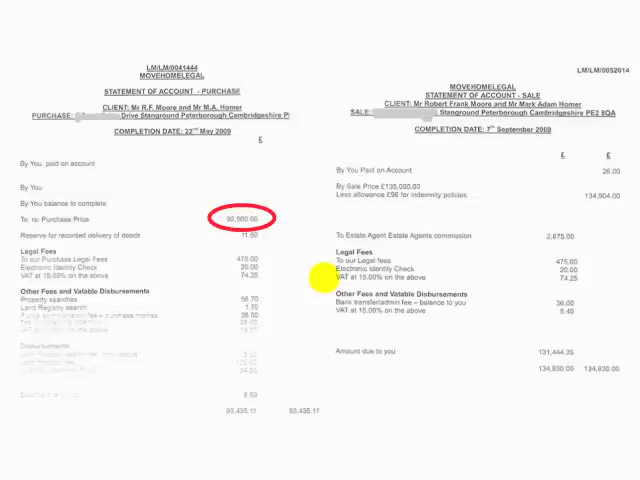 LM/LM/0041444
MOVEHOMELEGAL
STATEMENT OF ACCOUNT - PURCHASE
CLIENT: Mr R.F. Moore and Mr M.A. Homer
PURCHASE: Drive Stanground Peterborough Cambridgeshire
COMPLETION DATE: 22nd May 2009
£
By You paid on account
By You
By You balance to complete
To re: Purchase Price 92,500.00
Reserve for recorded delivery of deeds 11.50
Legal Fees
To our Purchase Legal Fees 475.00
Electronic Identity Check 20.00
VAT at 15.00% on the above 74.25
Other Fees and Vatable Disbursements
Property searches
Land Registry search 1.70
VAT at 15.00% on the above
Disbursements
93,435.11 93,435.11
LM/LM/0052014
MOVEHOMELEGAL
STATEMENT OF ACCOUNT - SALE
CLIENT: Mr Robert Frank Moore and Mr Mark Adam Homer
SALE: Stanground Peterborough Cambridgeshire PE2 8QA
COMPLETION DATE: 7th September 2009
£ £
By You Paid on Account 26.00
By Sale Price £135,000.00
Less allowance £96 for indemnity policies 134,904.00
To Estate Agent Estate Agents commission 2,875.00
Legal Fees
To our Legal fees 475.00
Electronic Identity Check 20.00
VAT at 15.00% on the above 74.25
Other Fees and Vatable Disbursements
Bank transfer/admin fee – balance to you 36.00
VAT at 15.00% on the above 5.40
Amount due to you 131,444.35
134,930.00 134,930.00